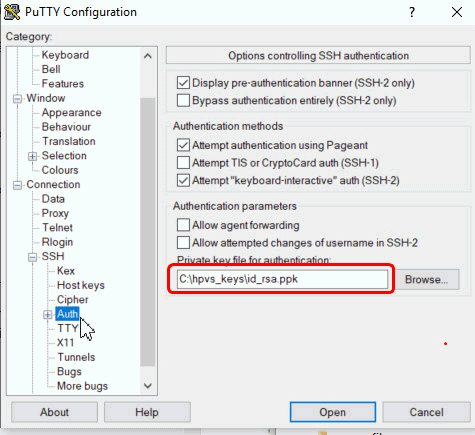 PuTTY Configuration
? X
Category:
Keyboard
Bell
Features
Window
Appearance
Behaviour
Translation
Selection
Colours
Connection
Data
Proxy
Telnet
Rlogin
SSH
Kex
Host keys
Cipher
Auth
TTY
X11
Tunnels
Bugs
More bugs
Options controlling SSH authentication
Display pre-authentication banner (SSH-2 only)
Bypass authentication entirely (SSH-2 only)
Authentication methods
Attempt authentication using Pageant
Attempt TIS or CryptoCard auth (SSH-1)
Attempt "keyboard-interactive" auth (SSH-2)
Authentication parameters
Allow agent forwarding
Allow attempted changes of username in SSH-2
Private key file for authentication:
C:\hpvs_keys\id_rsa.ppk
Browse...
About
Help
Open
Cancel